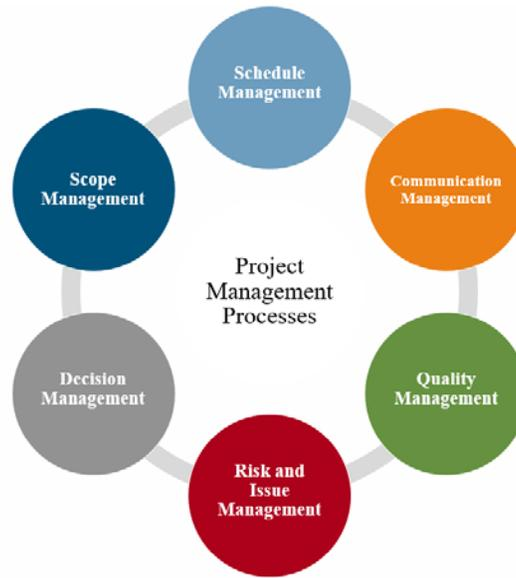 Schedule
Management
Communication
Management
Quality
Management
Risk and
Issue
Management
Decision
Management
Scope
Management
Project
Management
Processes